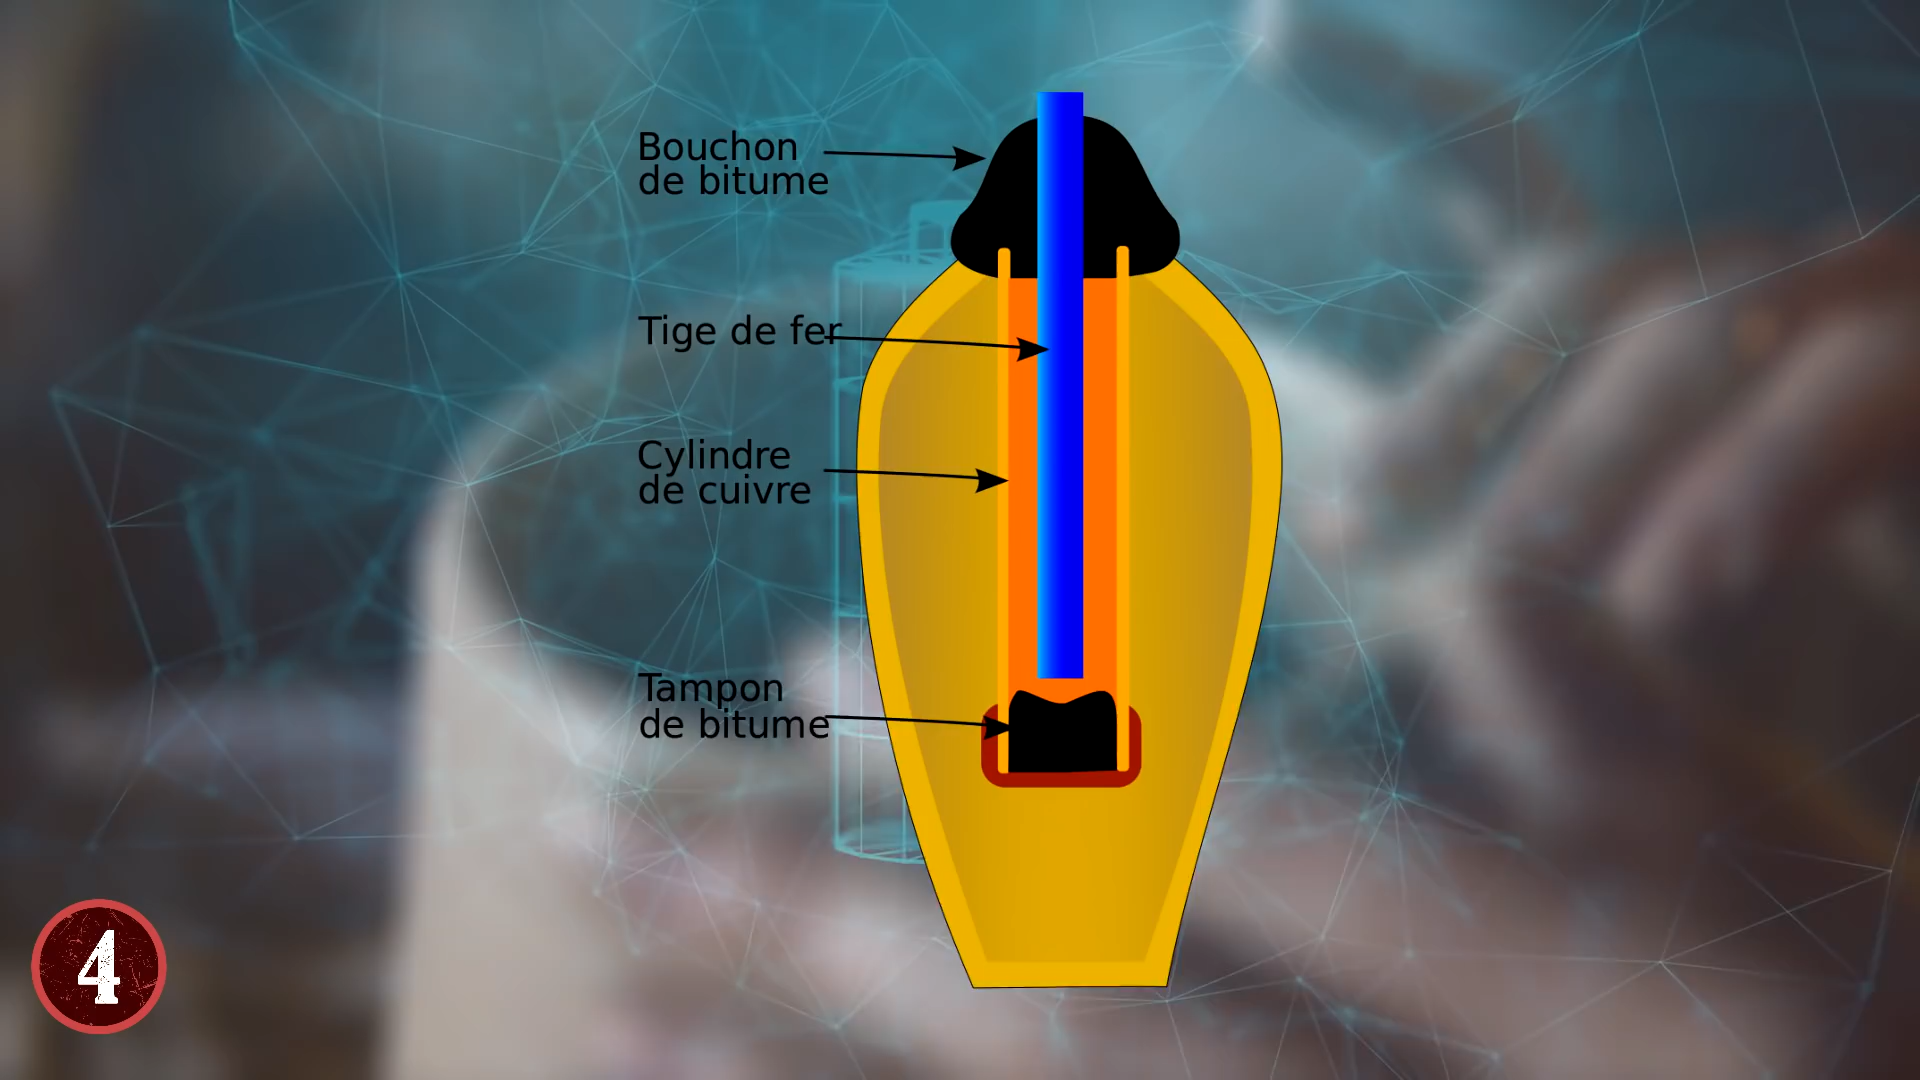 Bouchon
de bitume
Tige de fer
Cylindre
de cuivre
Tampon
de bitume
4